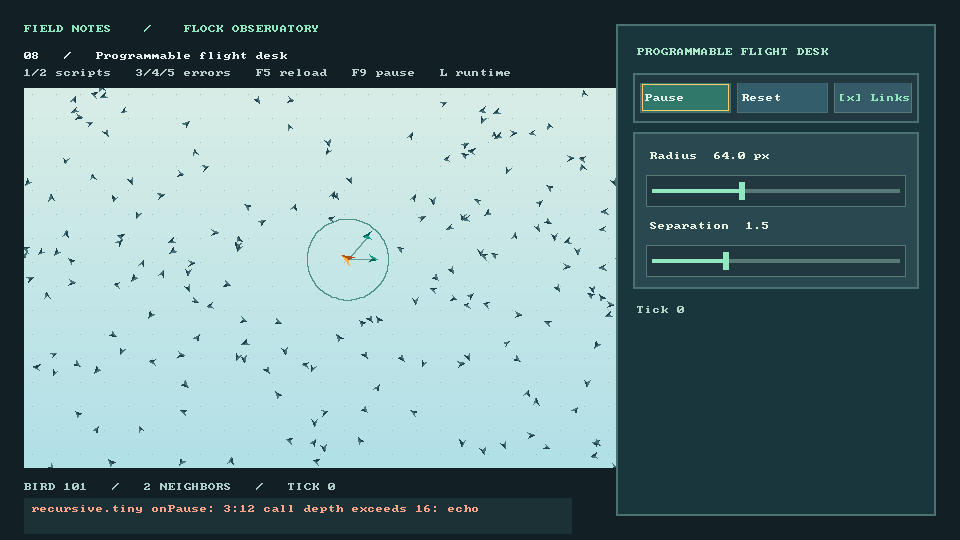 FIELD NOTES / FLOCK OBSERVATORY
08 / Programmable flight desk
1/2 scripts 3/4/5 errors F5 reload F9 pause L runtime
PROGRAMMABLE FLIGHT DESK
Pause Reset [x] Links
Radius 64.0 px
Separation 1.5
Tick 0
BIRD 101 / 2 NEIGHBORS / TICK 0
recursive.tiny onPause: 3:12 call depth exceeds 16: echo